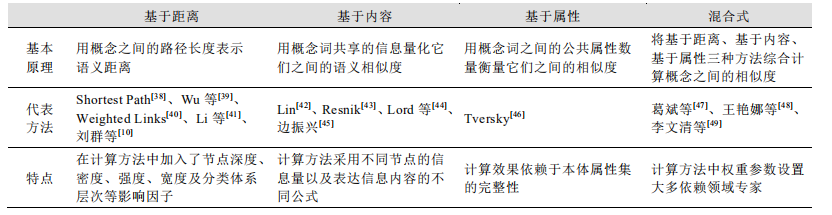 基于距离 基于内容 基于属性 混合式
基本
原理
用概念之间的路径长度表示
语义距离
用概念词共享的信息量化它
们之间的语义相似度
用概念词之间的公共属性数
量衡量它们之间的相似度
将基于距离、基于内容、
基于属性三种方法综合计
算概念之间的相似度
代表
方法
Shortest Path[38]、Wu 等[39]、
Weighted Links[40]、Li 等[41]、
刘群等[10]
Lin[42]、Resnik[43]、Lord 等[44]、
边振兴[45]
Tversky[46]
葛斌等[47]、王艳娜等[48]、
李文清等[49]
特点
在计算方法中加入了节点深度、
密度、强度、宽度及分类体系
层次等影响因子
计算方法采用不同节点的信
息量以及表达信息内容的不
同公式
计算效果依赖于本体属性集
的完整性
计算方法中权重参数设置
大多依赖领域专家